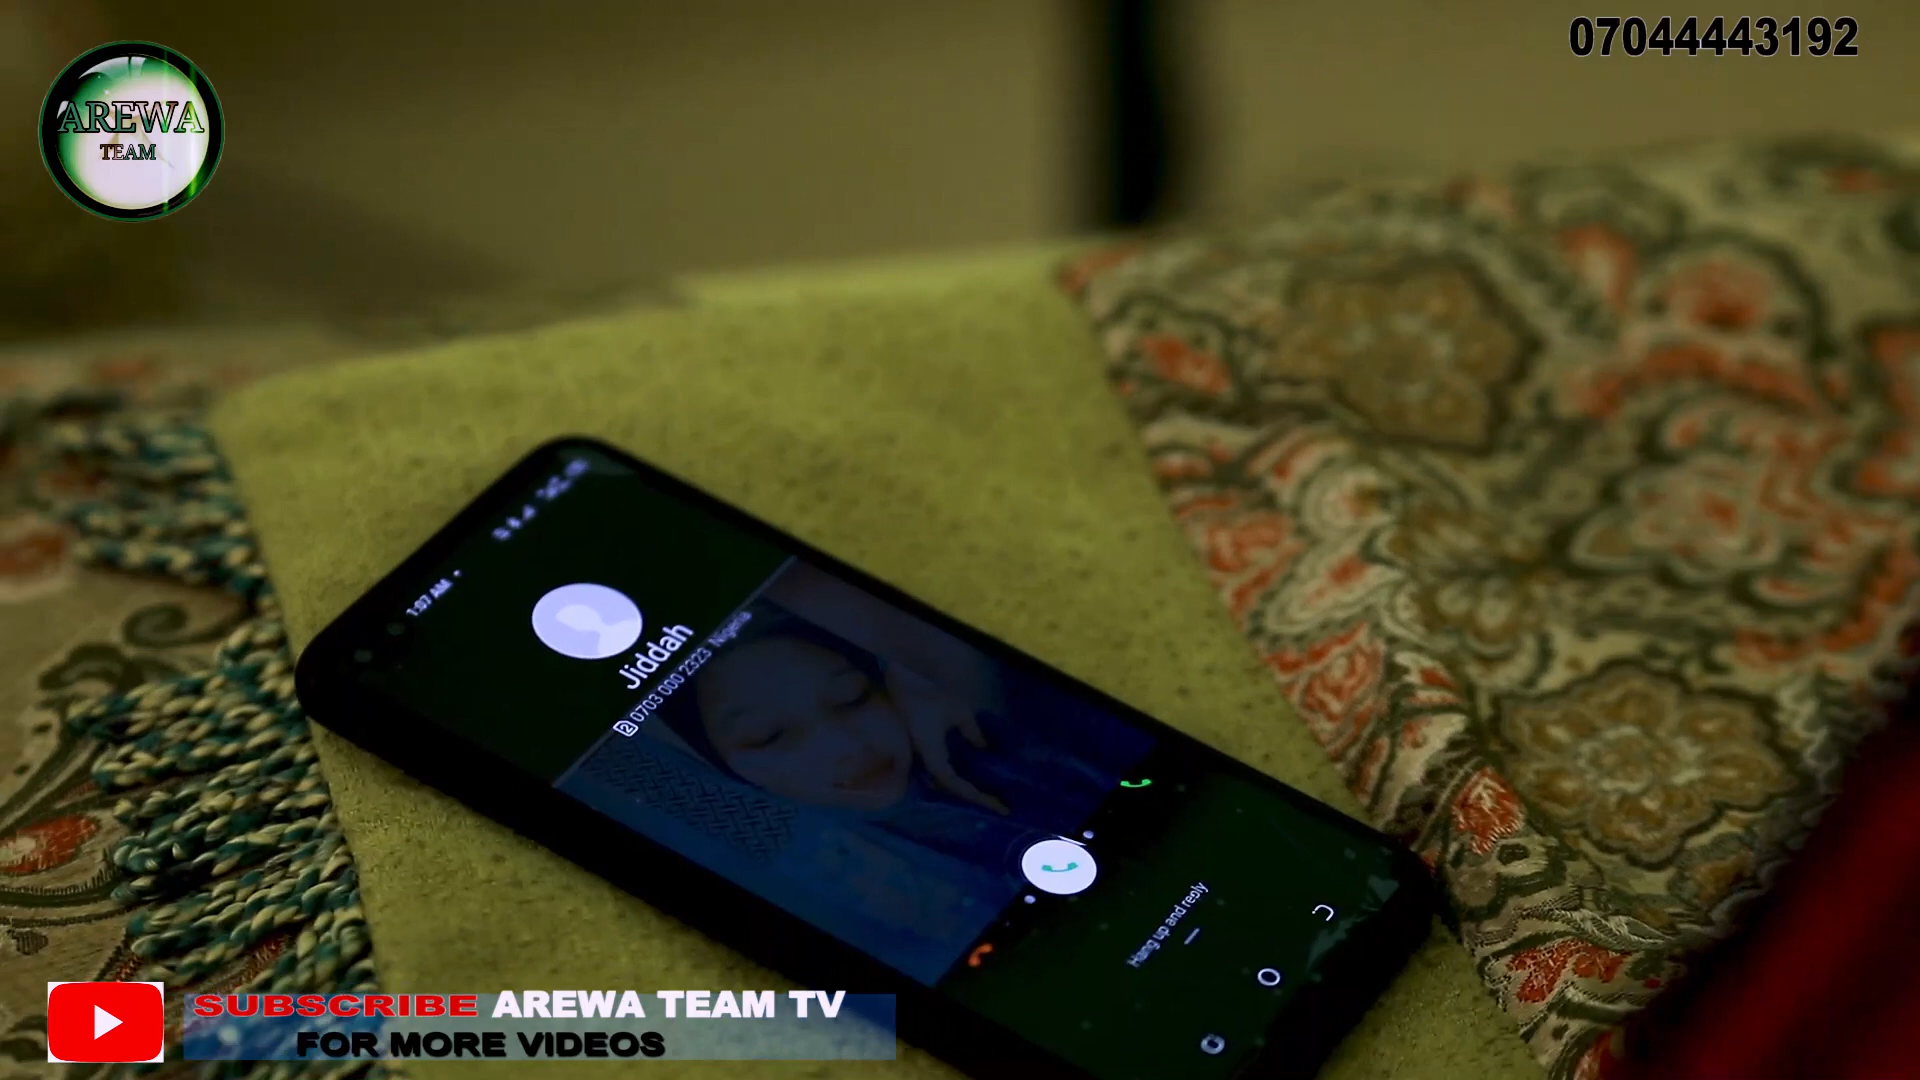 07044443192
AREWA
TEAM
1:07 AM
Jiddah
2 0703 000 2323 Nigeria
Hang up and reply
SUBSCRIBE AREWA TEAM TV
FOR MORE VIDEOS